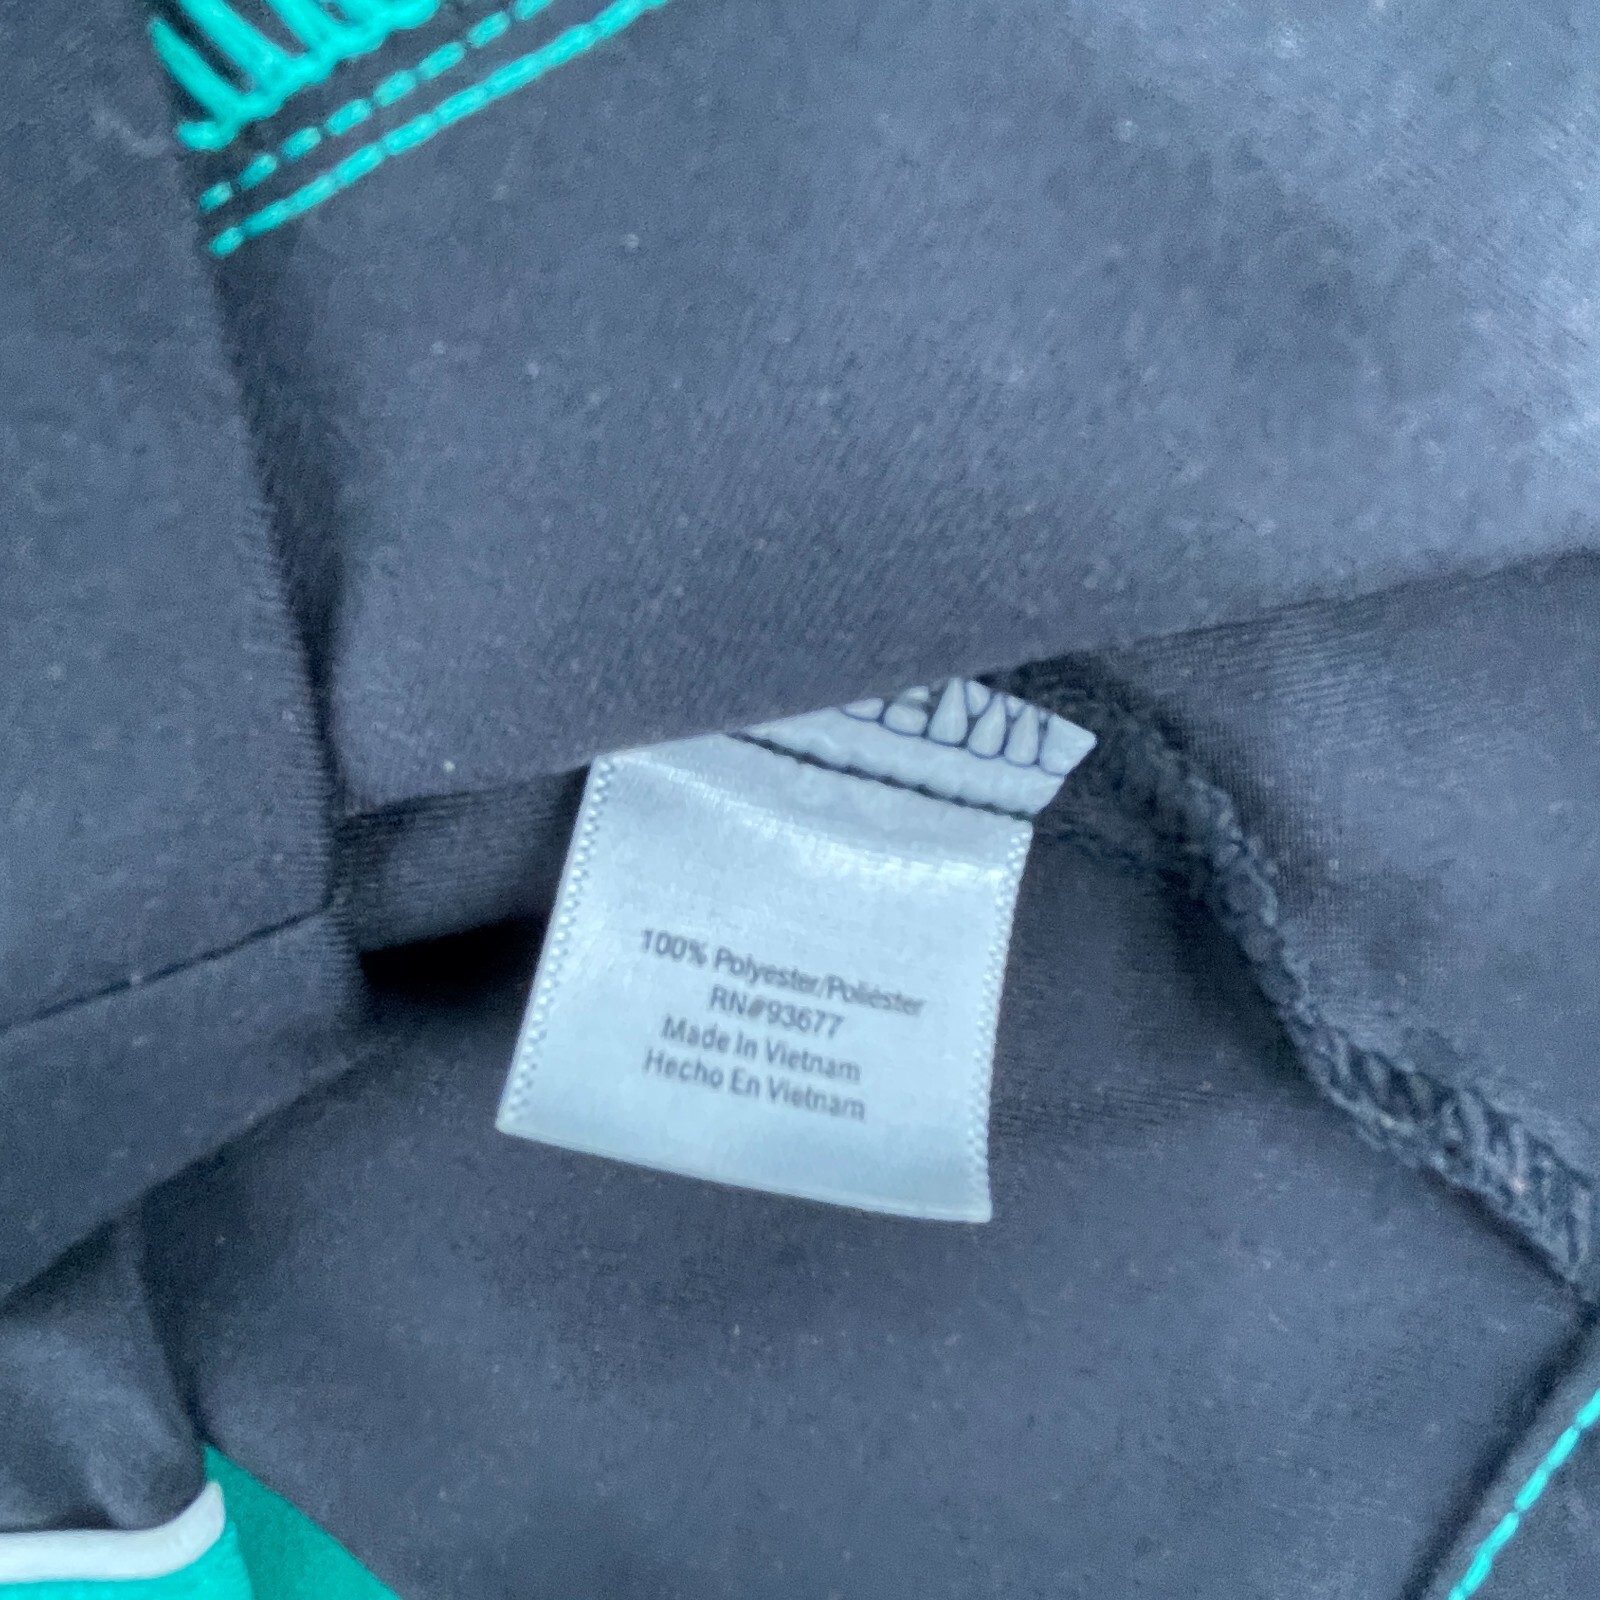 100% Polyester/Poliéster
RN#93677
Made In Vietnam
Hecho En Vietnam